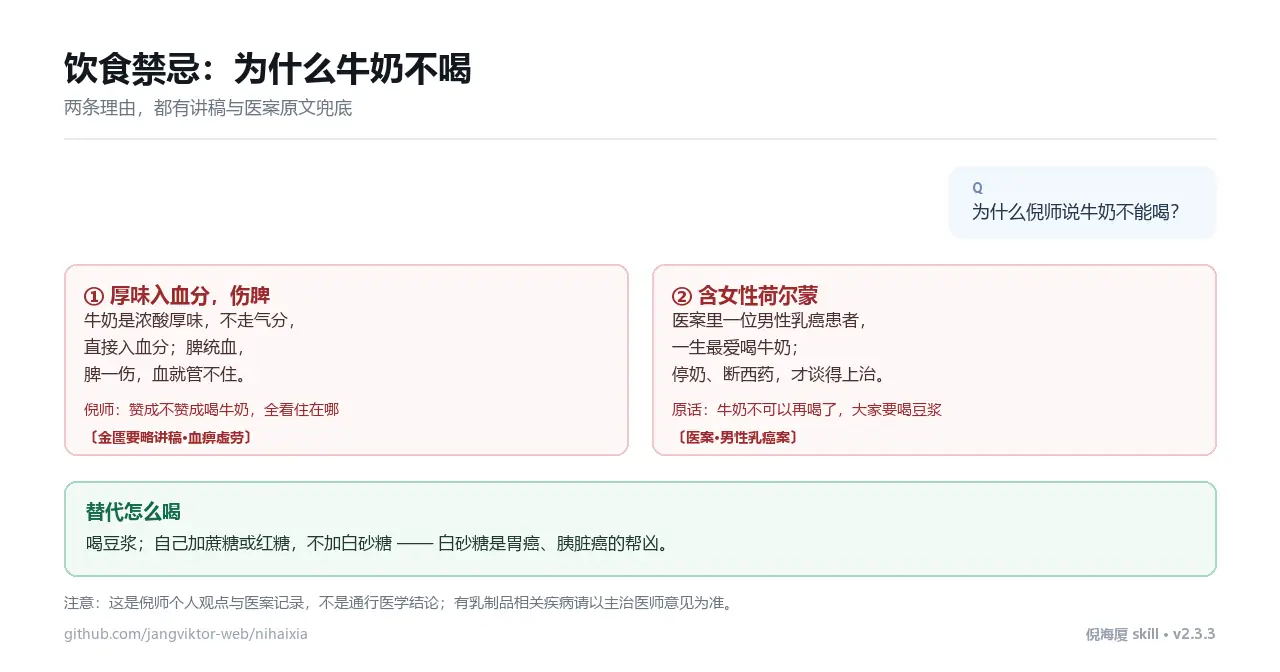 饮食禁忌：为什么牛奶不喝
两条理由，都有讲稿与医案原文兜底
Q
为什么倪师说牛奶不能喝？
① 厚味入血分，伤脾
牛奶是浓酸厚味，不走气分，
直接入血分；脾统血，
脾一伤，血就管不住。
倪师：赞成不赞成喝牛奶，全看住在哪
〔金匮要略讲稿·血痹虚劳〕
② 含女性荷尔蒙
医案里一位男性乳癌患者，
一生最爱喝牛奶；
停奶、断西药，才谈得上治。
原话：牛奶不可以再喝了，大家要喝豆浆
〔医案·男性乳癌案〕
替代怎么喝
喝豆浆；自己加蔗糖或红糖，不加白砂糖 —— 白砂糖是胃癌、胰脏癌的帮凶。
注意：这是倪师个人观点与医案记录，不是通行医学结论；有乳制品相关疾病请以主治医师意见为准。
github.com/jangviktor-web/nihaixia
倪海厦 skill • v2.3.3